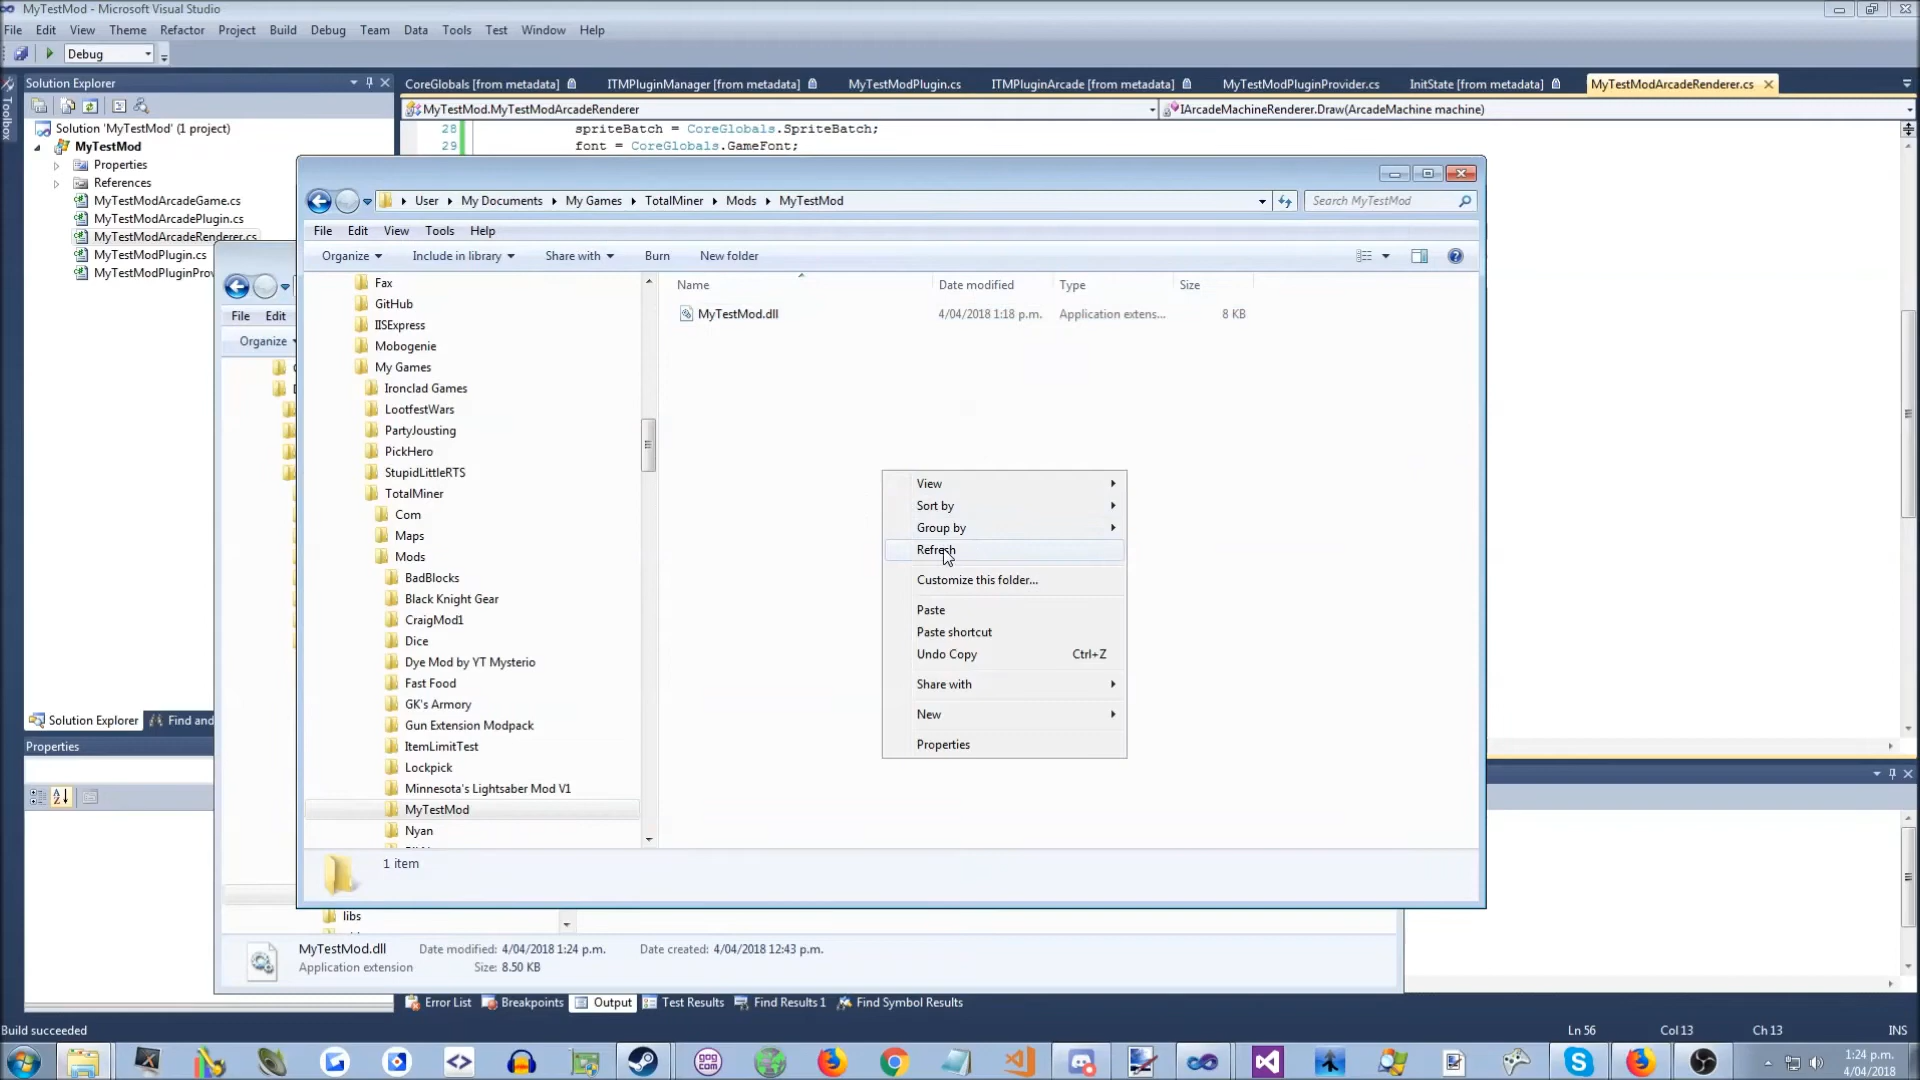 MyTestMod - Microsoft Visual Studio
File Edit View Theme Refactor Project Build Debug Team Data Tools Test Window Help
Debug
Solution Explorer
CoreGlobals [from metadata] ITMPluginManager [from metadata] MyTestModPlugin.cs ITMPluginArcade [from metadata] MyTestModPluginProvider.cs InitState [from metadata] MyTestModArcadeRenderer.cs
MyTestMod.MyTestModArcadeRenderer IArcadeMachineRenderer.Draw(ArcadeMachine machine)
Toolbox
Solution 'MyTestMod' (1 project)
MyTestMod
Properties
References
MyTestModArcadeGame.cs
MyTestModArcadePlugin.cs
MyTestModArcadeRenderer.cs
MyTestModPlugin.cs
MyTestModPluginProv
28 spriteBatch = CoreGlobals.SpriteBatch;
29 font = CoreGlobals.GameFont;
User My Documents My Games TotalMiner Mods MyTestMod
Search MyTestMod
File Edit View Tools Help
Organize Include in library Share with Burn New folder
Fax
GitHub
IISExpress
Mobogenie
My Games
Ironclad Games
LootfestWars
PartyJousting
PickHero
StupidLittleRTS
TotalMiner
Com
Maps
Mods
BadBlocks
Black Knight Gear
CraigMod1
Dice
Dye Mod by YT Mysterio
Fast Food
GK's Armory
Gun Extension Modpack
ItemLimitTest
Lockpick
Minnesota's Lightsaber Mod V1
MyTestMod
Nyan
Name Date modified Type Size
MyTestMod.dll 4/04/2018 1:18 p.m. Application extens... 8 KB
View
Sort by
Group by
Refresh
Customize this folder...
Paste
Paste shortcut
Undo Copy Ctrl+Z
Share with
New
Properties
1 item
File Edit
Organize
libs
MyTestMod.dll Date modified: 4/04/2018 1:24 p.m. Date created: 4/04/2018 12:43 p.m.
Application extension Size: 8.50 KB
Solution Explorer Find and
Properties
Error List Breakpoints Output Test Results Find Results 1 Find Symbol Results
Build succeeded Ln 56 Col 13 Ch 13 INS
gog
com
1:24 p.m.
4/04/2018